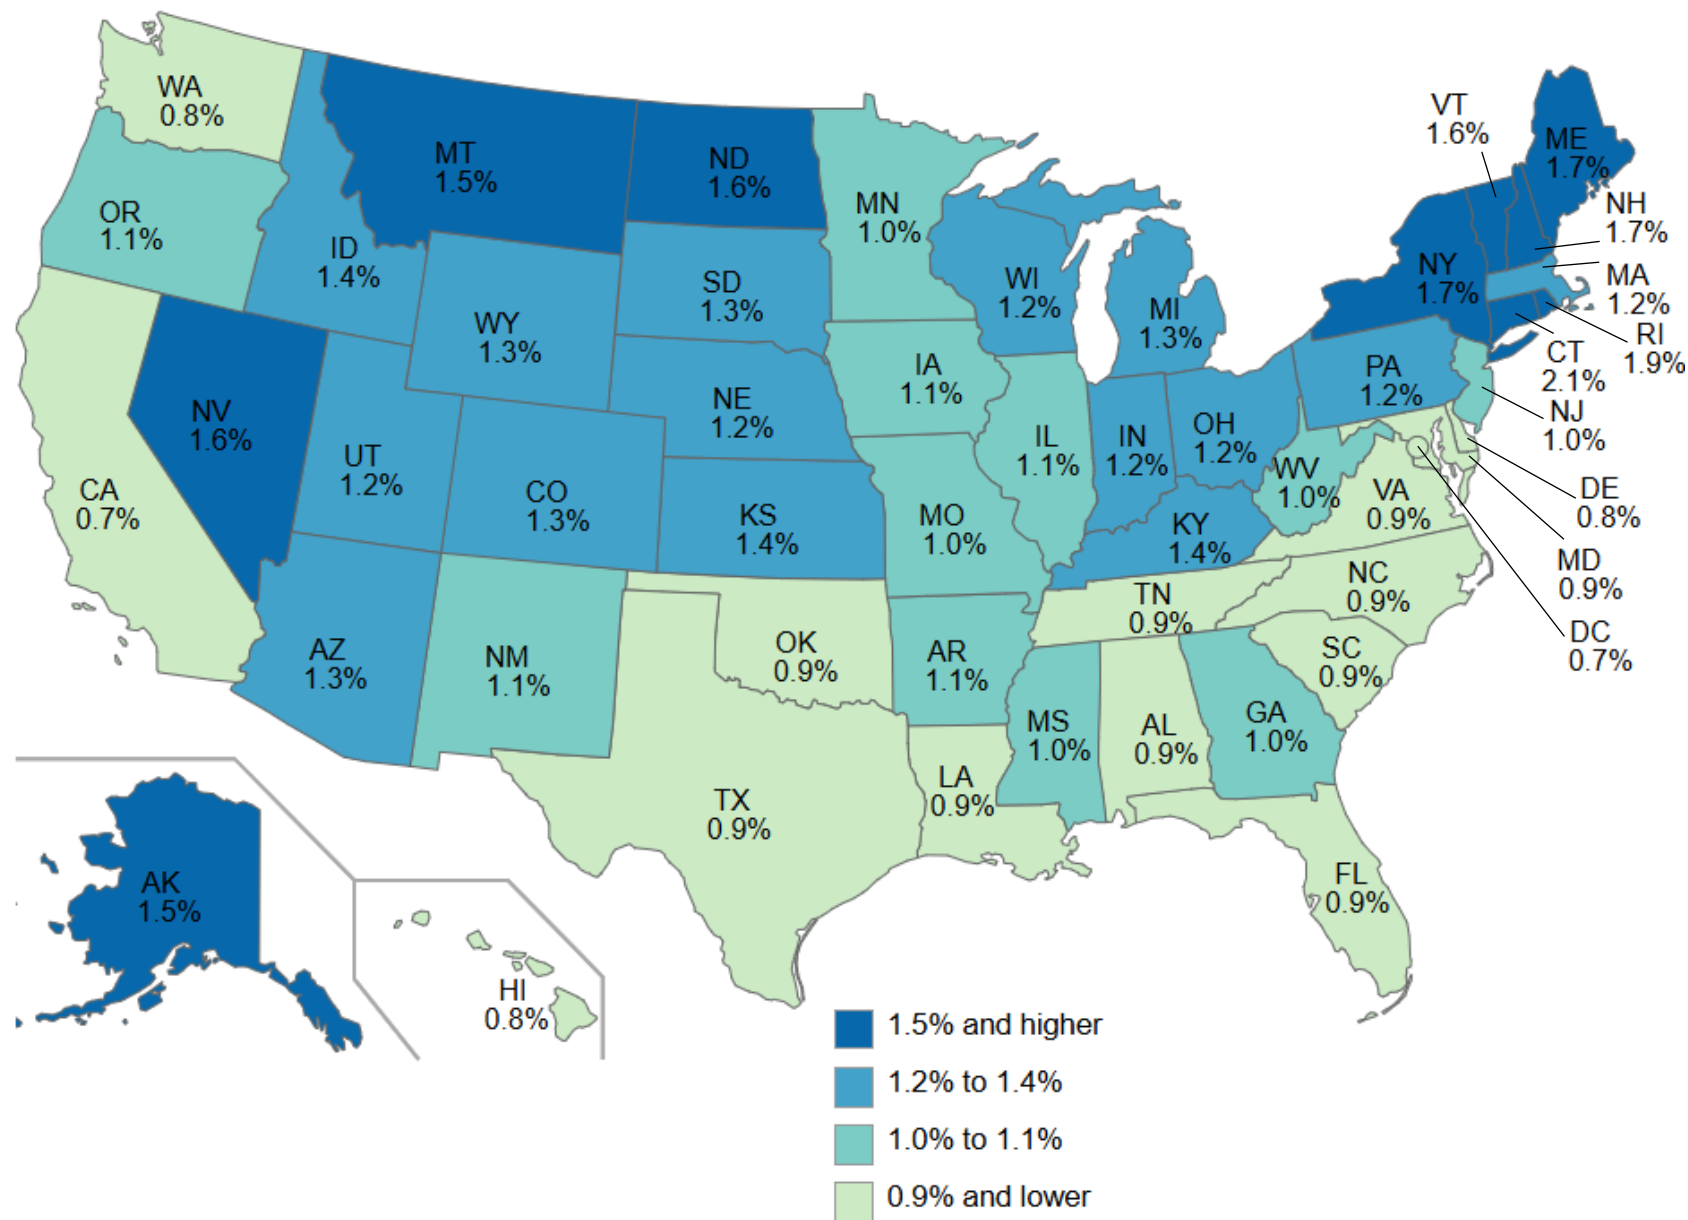 WA
0.8%
OR
1.1%
CA
0.7%
ID
1.4%
NV
1.6%
MT
1.5%
WY
1.3%
UT
1.2%
CO
1.3%
AZ
1.3%
NM
1.1%
ND
1.6%
SD
1.3%
NE
1.2%
KS
1.4%
OK
0.9%
TX
0.9%
MN
1.0%
IA
1.1%
MO
1.0%
AR
1.1%
LA
0.9%
WI
1.2%
IL
1.1%
MI
1.3%
IN
1.2%
OH
1.2%
KY
1.4%
TN
0.9%
MS
1.0%
AL
0.9%
GA
1.0%
FL
0.9%
SC
0.9%
NC
0.9%
VA
0.9%
WV
1.0%
PA
1.2%
NY
1.7%
VT
1.6%
ME
1.7%
NH
1.7%
MA
1.2%
RI
1.9%
CT
2.1%
NJ
1.0%
DE
0.8%
MD
0.9%
DC
0.7%
AK
1.5%
HI
0.8%
1.5% and higher
1.2% to 1.4%
1.0% to 1.1%
0.9% and lower